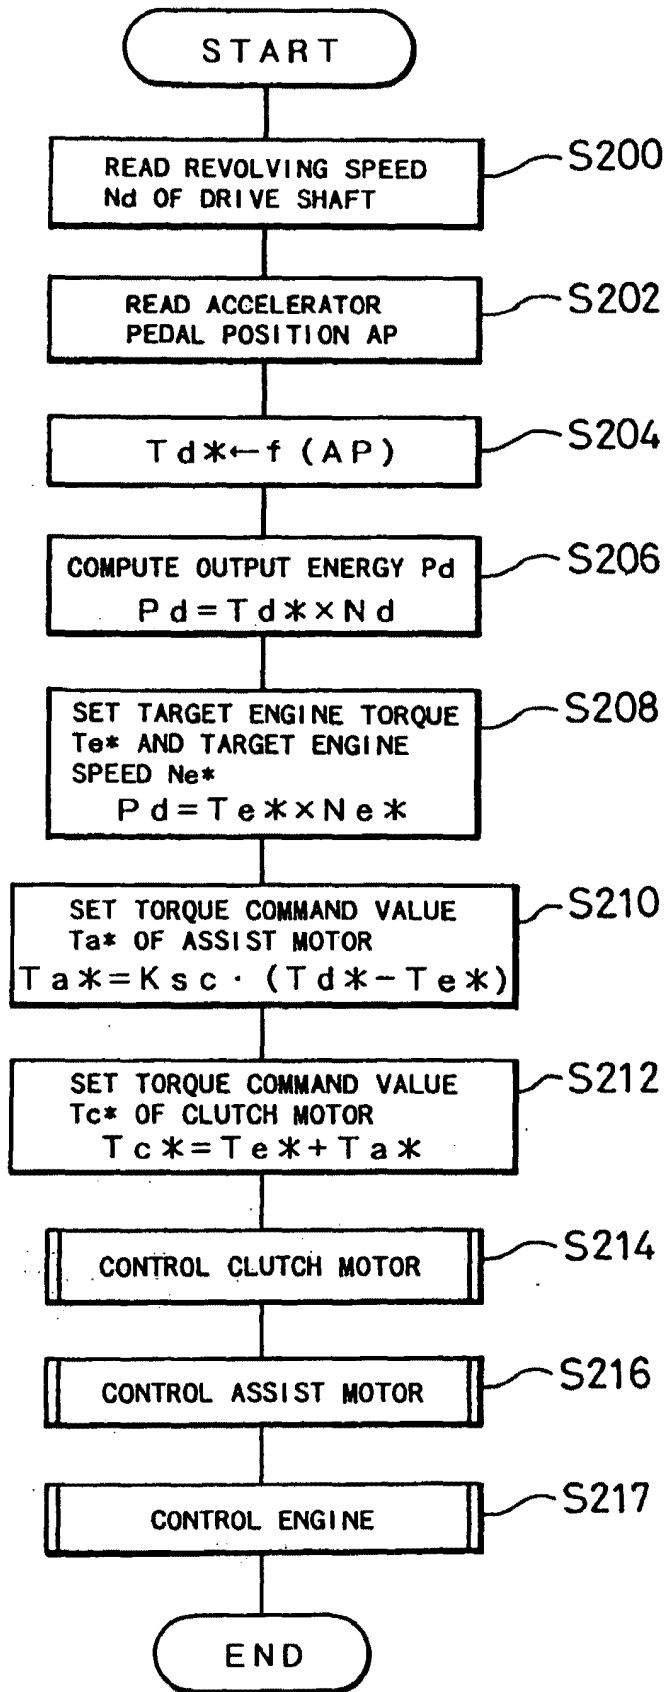 START
READ REVOLVING SPEED
Nd OF DRIVE SHAFT
S200
READ ACCELERATOR
PEDAL POSITION AP
S202
Td*←f (AP)
S204
COMPUTE OUTPUT ENERGY Pd
Pd=Td*×Nd
S206
SET TARGET ENGINE TORQUE
Te* AND TARGET ENGINE
SPEED Ne*
Pd=Te*×Ne*
S208
SET TORQUE COMMAND VALUE
Ta* OF ASSIST MOTOR
Ta*=Ksc·(Td*-Te*)
S210
SET TORQUE COMMAND VALUE
Tc* OF CLUTCH MOTOR
Tc*=Te*+Ta*
S212
CONTROL CLUTCH MOTOR
S214
CONTROL ASSIST MOTOR
S216
CONTROL ENGINE
S217
END